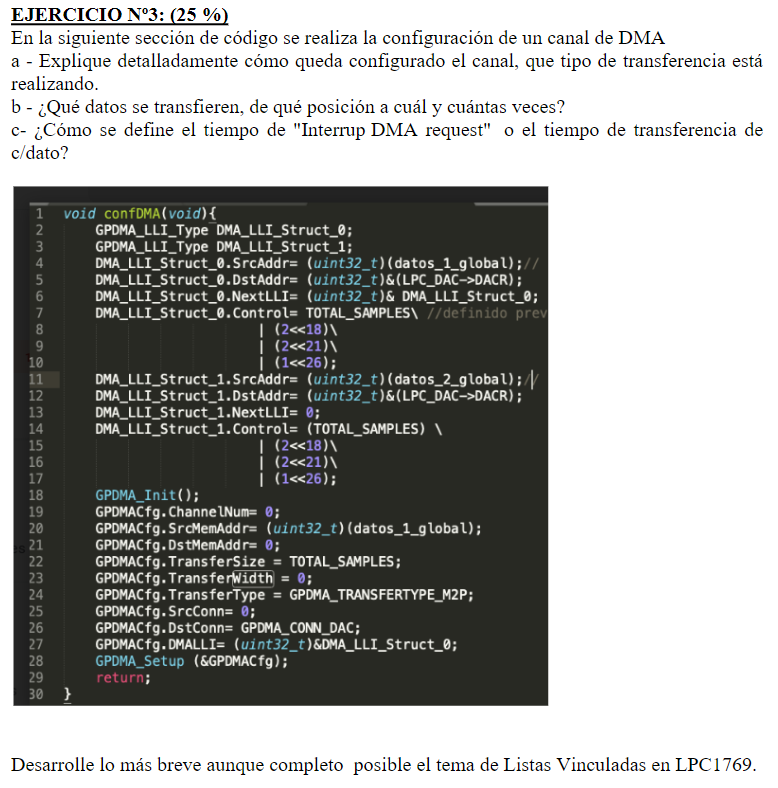 EJERCICIO Nº3: (25 %)
En la siguiente sección de código se realiza la configuración de un canal de DMA
a - Explique detalladamente cómo queda configurado el canal, que tipo de transferencia está
realizando.
b - ¿Qué datos se transfieren, de qué posición a cuál y cuántas veces?
c- ¿Cómo se define el tiempo de "Interrup DMA request"  o el tiempo de transferencia de
c/dato?
1 void confDMA(void){
2 GPDMA_LLI_Type DMA_LLI_Struct_0;
3 GPDMA_LLI_Type DMA_LLI_Struct_1;
4 DMA_LLI_Struct_0.SrcAddr= (uint32_t)(datos_1_global);//
5 DMA_LLI_Struct_0.DstAddr= (uint32_t)&(LPC_DAC->DACR);
6 DMA_LLI_Struct_0.NextLLI= (uint32_t)& DMA_LLI_Struct_0;
7 DMA_LLI_Struct_0.Control= TOTAL_SAMPLES\ //definido prev
8 | (2<<18)\
9 | (2<<21)\
10 | (1<<26);
11 DMA_LLI_Struct_1.SrcAddr= (uint32_t)(datos_2_global);//
12 DMA_LLI_Struct_1.DstAddr= (uint32_t)&(LPC_DAC->DACR);
13 DMA_LLI_Struct_1.NextLLI= 0;
14 DMA_LLI_Struct_1.Control= (TOTAL_SAMPLES) \
15 | (2<<18)\
16 | (2<<21)\
17 | (1<<26);
18 GPDMA_Init();
19 GPDMACfg.ChannelNum= 0;
20 GPDMACfg.SrcMemAddr= (uint32_t)(datos_1_global);
21 GPDMACfg.DstMemAddr= 0;
22 GPDMACfg.TransferSize = TOTAL_SAMPLES;
23 GPDMACfg.TransferWidth = 0;
24 GPDMACfg.TransferType = GPDMA_TRANSFERTYPE_M2P;
25 GPDMACfg.SrcConn= 0;
26 GPDMACfg.DstConn= GPDMA_CONN_DAC;
27 GPDMACfg.DMALLI= (uint32_t)&DMA_LLI_Struct_0;
28 GPDMA_Setup (&GPDMACfg);
29 return;
30 }
Desarrolle lo más breve aunque completo  posible el tema de Listas Vinculadas en LPC1769.